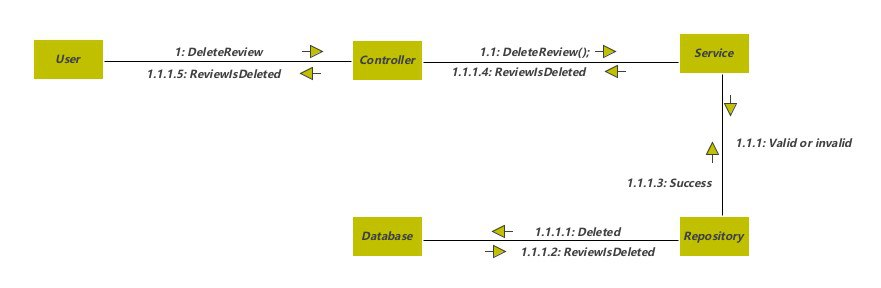 User
1: DeleteReview
1.1.1.5: ReviewIsDeleted
Controller
1.1: DeleteReview();
1.1.1.4: ReviewIsDeleted
Service
1.1.1: Valid or invalid
1.1.1.3: Success
Database
1.1.1.1: Deleted
1.1.1.2: ReviewIsDeleted
Repository